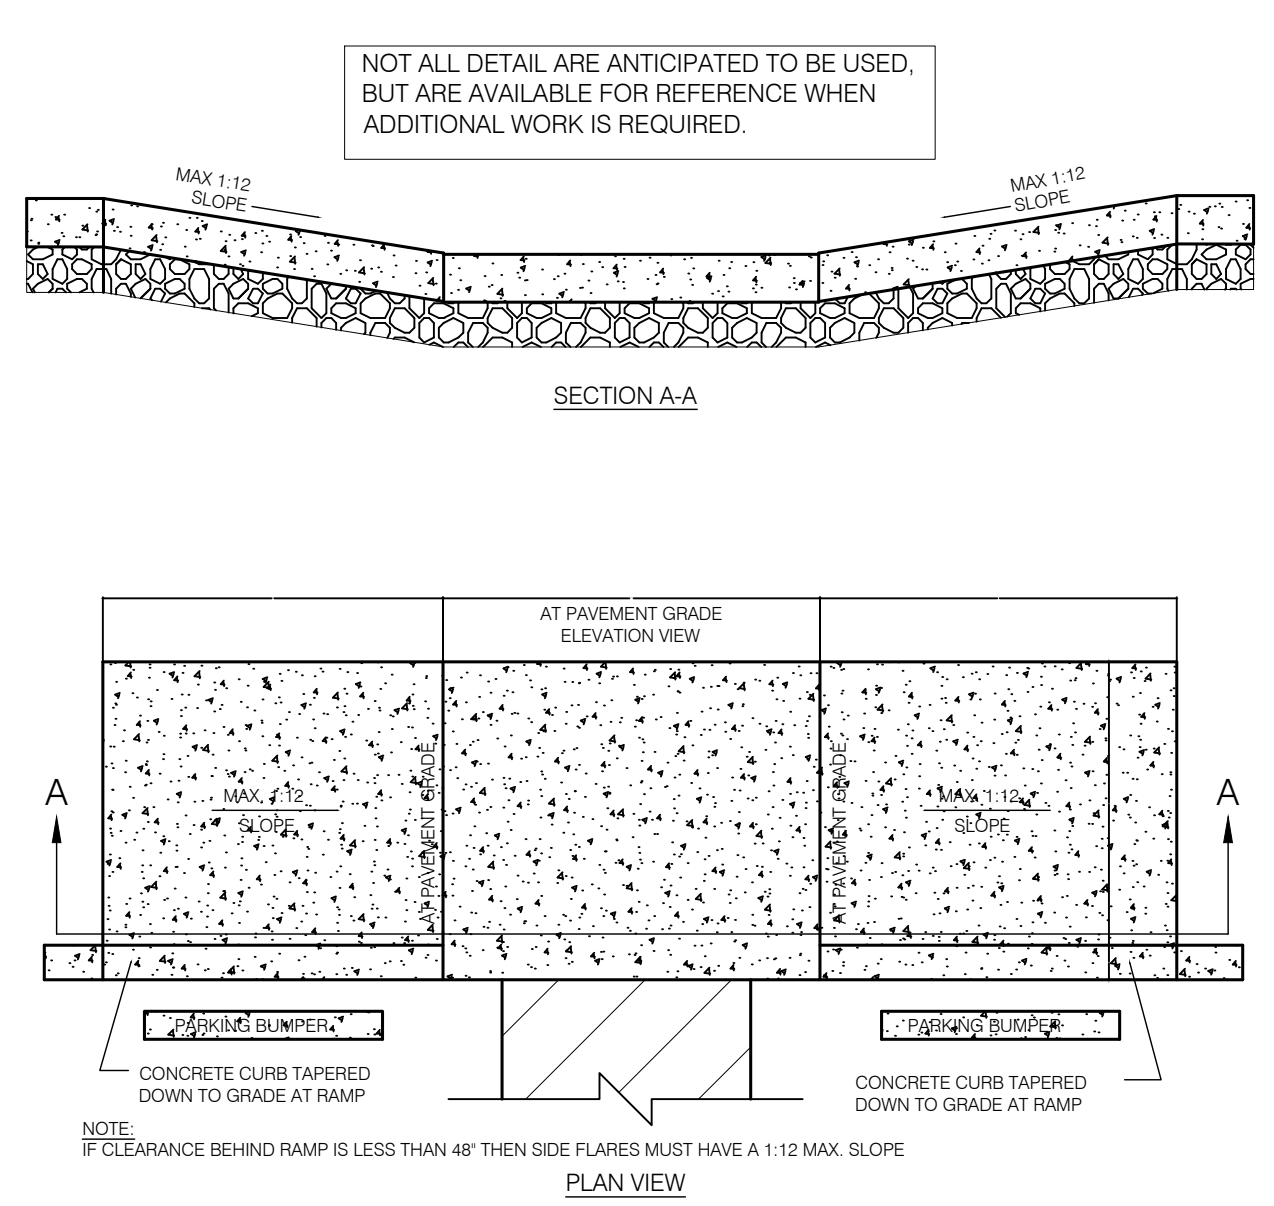 NOT ALL DETAIL ARE ANTICIPATED TO BE USED,
BUT ARE AVAILABLE FOR REFERENCE WHEN
ADDITIONAL WORK IS REQUIRED.
MAX 1:12
SLOPE
MAX 1:12
SLOPE
SECTION A-A
AT PAVEMENT GRADE
ELEVATION VIEW
A
MAX. 1:12
SLOPE
AT PAVEMENT GRADE
AT PAVEMENT GRADE
MAX. 1:12
SLOPE
A
PARKING BUMPER
PARKING BUMPER
CONCRETE CURB TAPERED
DOWN TO GRADE AT RAMP
CONCRETE CURB TAPERED
DOWN TO GRADE AT RAMP
NOTE:
IF CLEARANCE BEHIND RAMP IS LESS THAN 48" THEN SIDE FLARES MUST HAVE A 1:12 MAX. SLOPE
PLAN VIEW